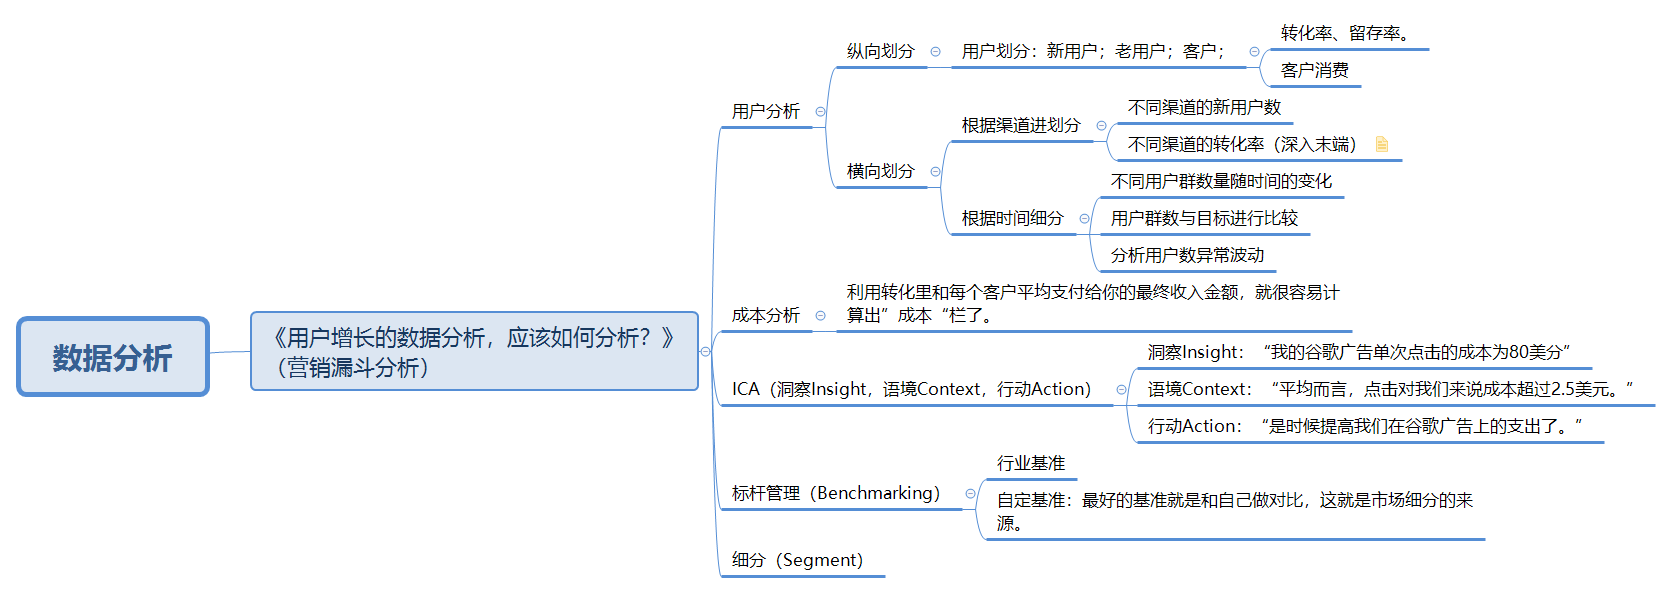 数据分析
《用户增长的数据分析，应该如何分析？》
（营销漏斗分析）
用户分析
纵向划分
用户划分：新用户；老用户；客户；
转化率、留存率。
客户消费
横向划分
根据渠道进划分
不同渠道的新用户数
不同渠道的转化率（深入末端）
根据时间细分
不同用户群数量随时间的变化
用户群数与目标进行比较
分析用户数异常波动
成本分析
利用转化里和每个客户平均支付给你的最终收入金额，就很容易计
算出”成本“栏了。
ICA（洞察Insight，语境Context，行动Action）
洞察Insight：“我的谷歌广告单次点击的成本为80美分”
语境Context：“平均而言，点击对我们来说成本超过2.5美元。”
行动Action：“是时候提高我们在谷歌广告上的支出了。”
标杆管理（Benchmarking）
行业基准
自定基准：最好的基准就是和自己做对比，这就是市场细分的来
源。
细分（Segment）